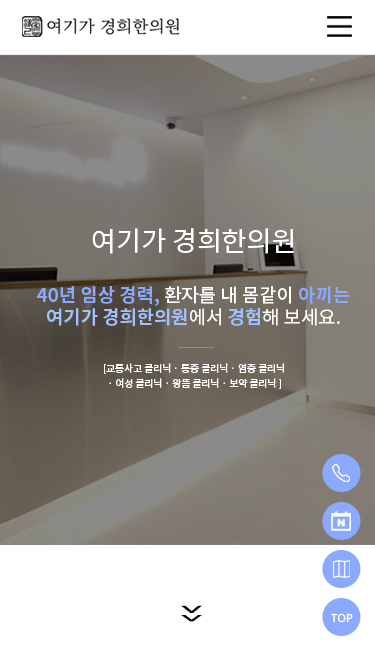 여기가 경희한의원
여기가 경희한의원
40년 임상 경력, 환자를 내 몸같이 아끼는
여기가 경희한의원에서 경험해 보세요.
[교통사고 클리닉 · 통증 클리닉 · 염증 클리닉
· 여성 클리닉 · 왕뜸 클리닉 · 보약 클리닉 ]
N
TOP